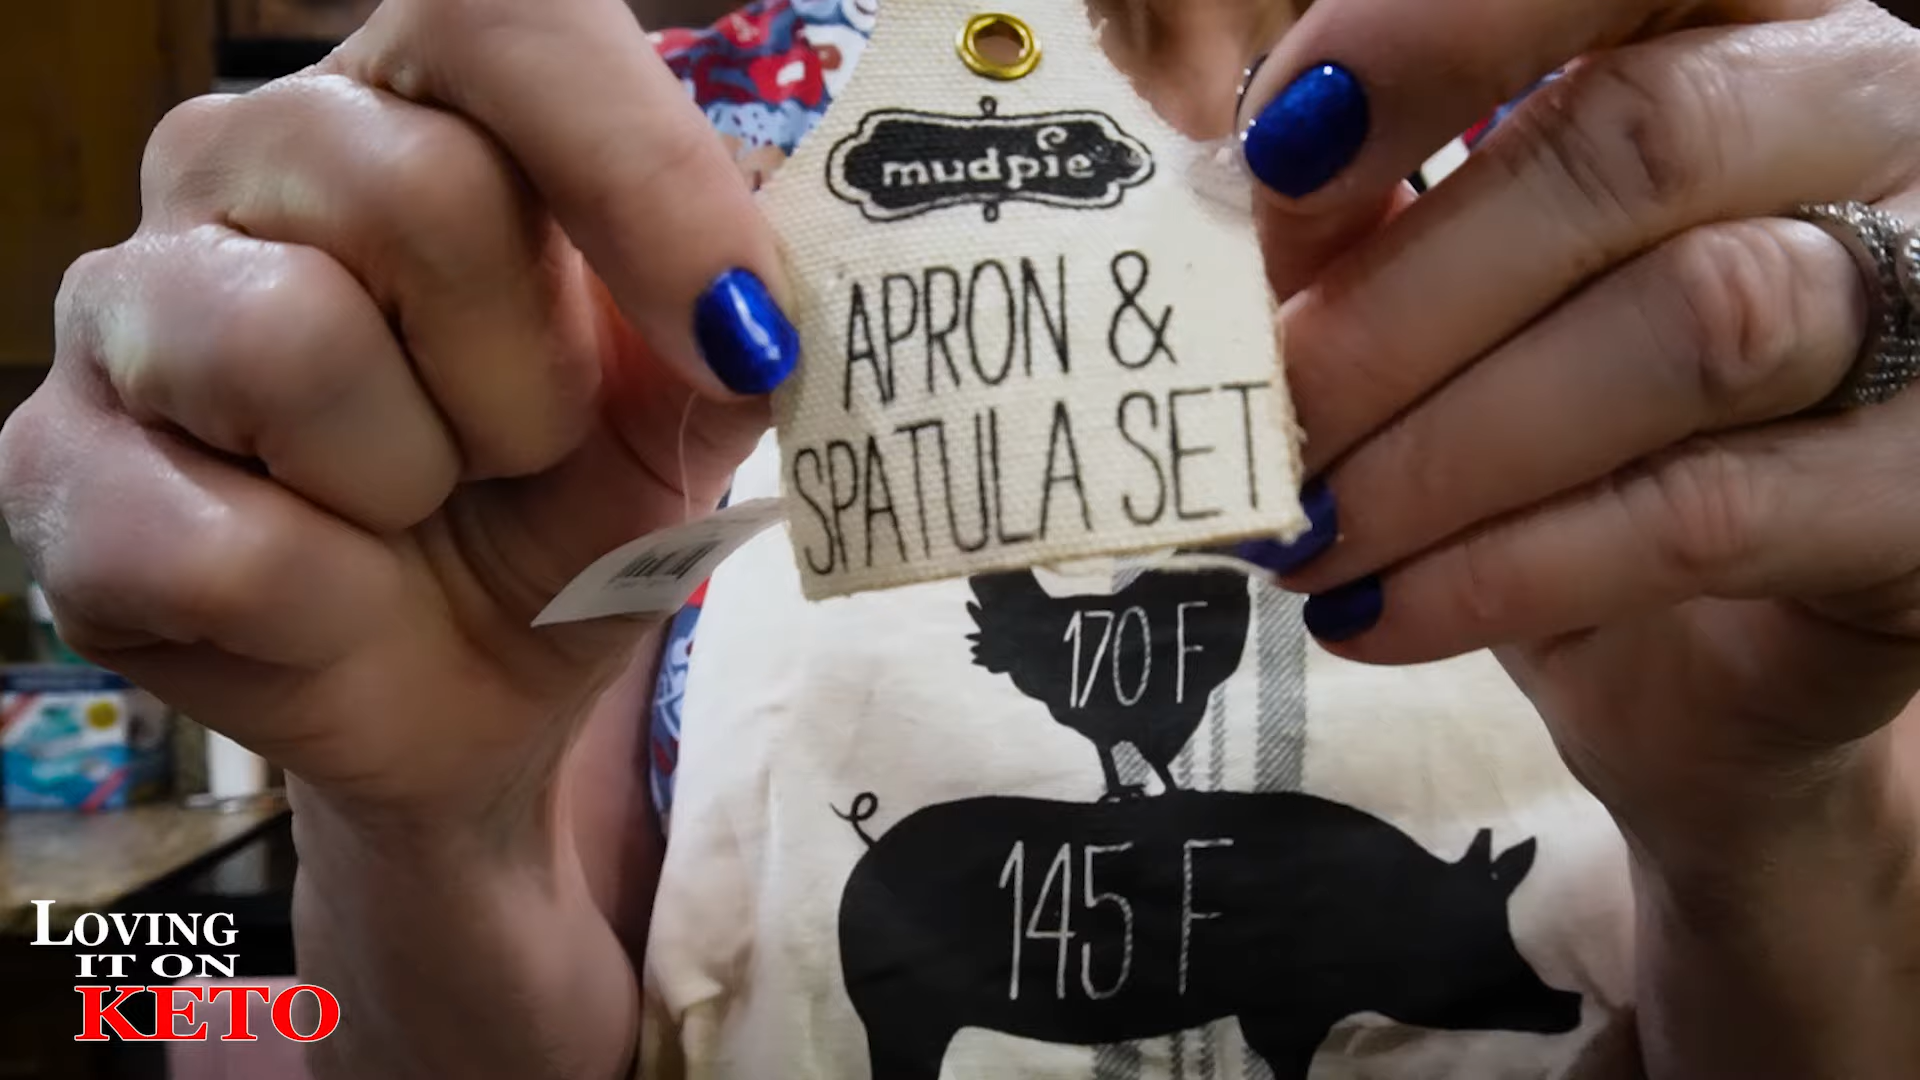 mudpie
APRON &
SPATULA SET
170 F
145 F
LOVING
IT ON
KETO